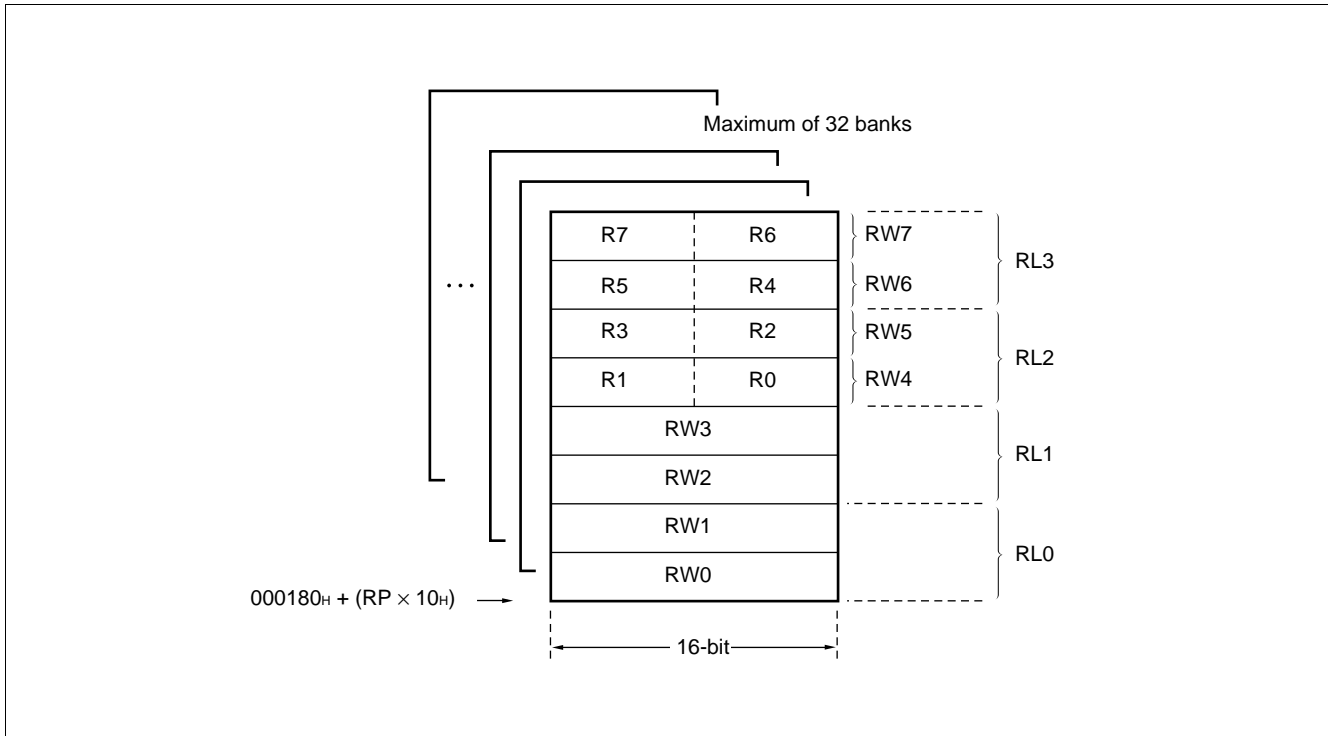 Maximum of 32 banks
R7 R6 RW7
RL3
... R5 R4 RW6
R3 R2 RW5
RL2
R1 R0 RW4
RW3
RL1
RW2
RW1
RL0
RW0
000180H + (RP × 10H)
16-bit